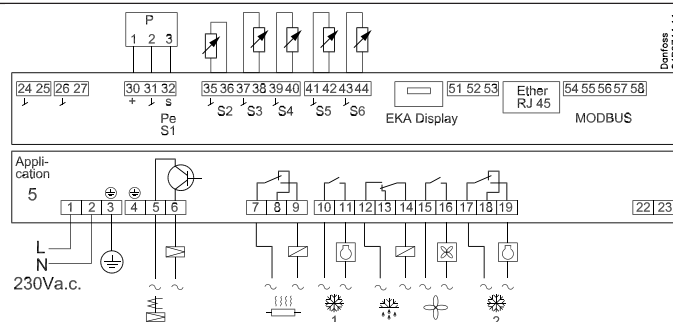 P
1 2 3
Danfoss
24 25 26 27 30 31 32 35 36 37 38 39 40 41 42 43 44 51 52 53 Ether RJ 45 54 55 56 57 58
+ s S2 S3 S4 S5 S6
Pe
S1
EKA Display
MODBUS
Appli-
cation
5
1 2 3 4 5 6 7 8 9 10 11 12 13 14 15 16 17 18 19 22 23
L
N
230Va.c.
1 2